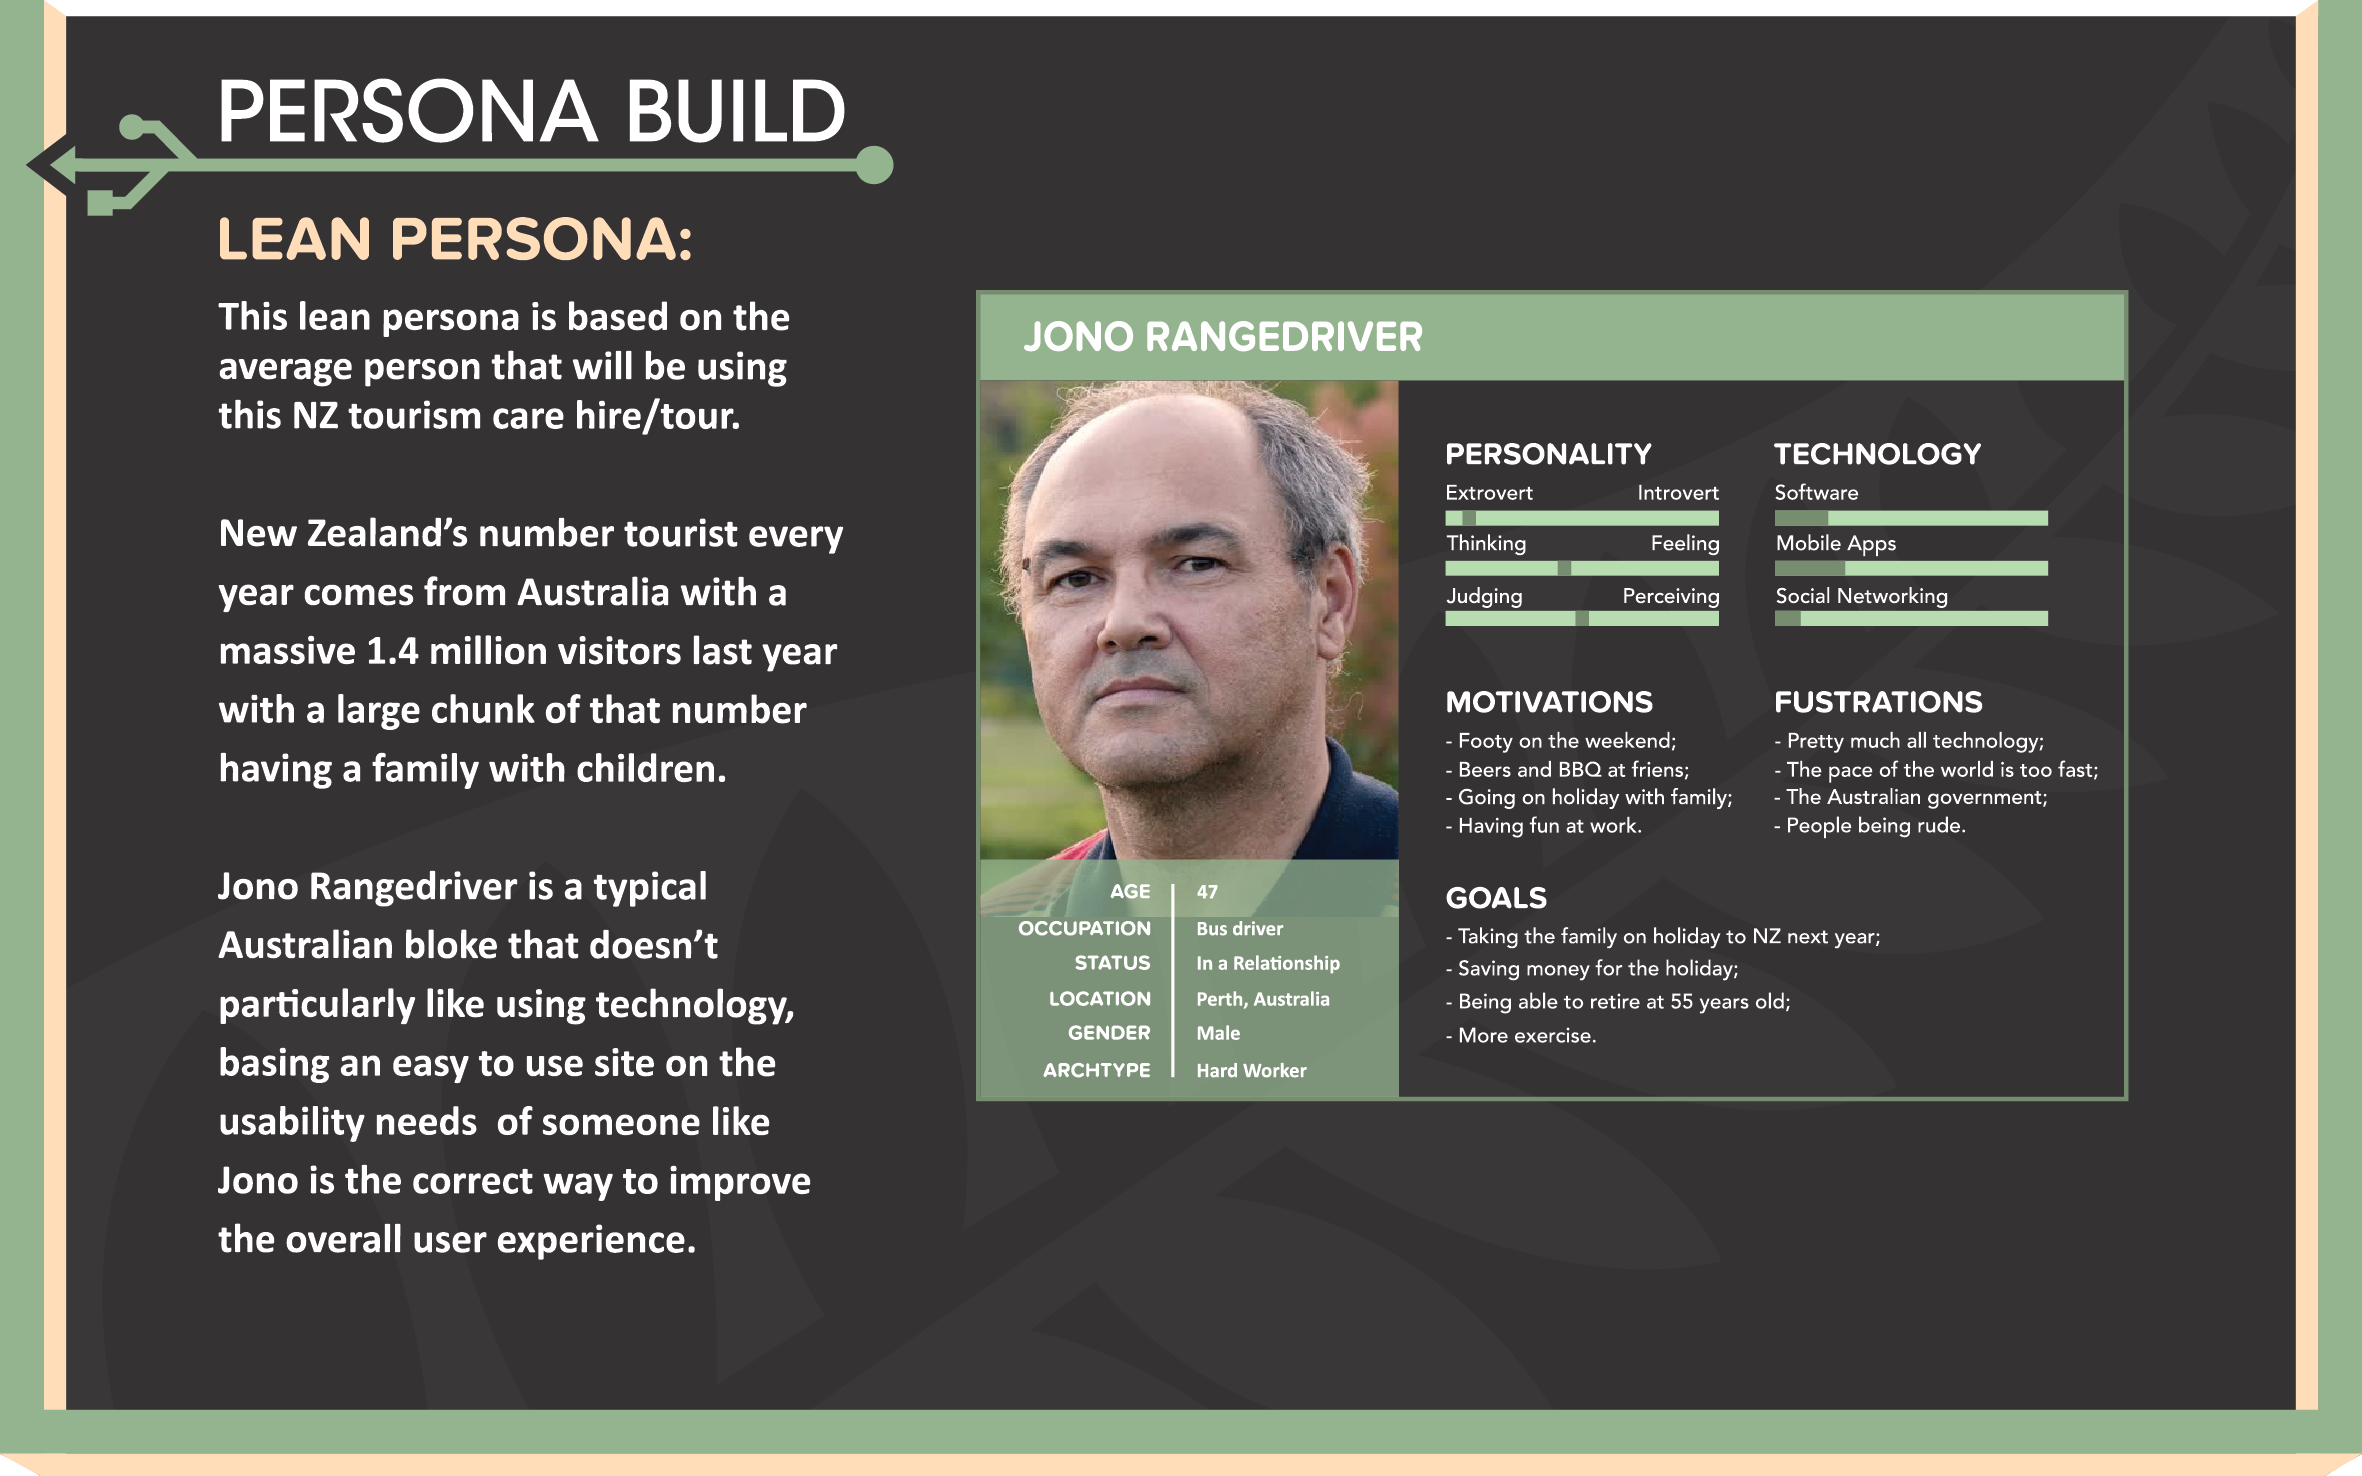 PERSONA BUILD
LEAN PERSONA:
This lean persona is based on the
average person that will be using
this NZ tourism care hire/tour.
New Zealand’s number tourist every
year comes from Australia with a
massive 1.4 million visitors last year
with a large chunk of that number
having a family with children.
Jono Rangedriver is a typical
Australian bloke that doesn’t
particularly like using technology,
basing an easy to use site on the
usability needs  of someone like
Jono is the correct way to improve
the overall user experience.
JONO RANGEDRIVER
AGE 47
OCCUPATION Bus driver
STATUS In a Relationship
LOCATION Perth, Australia
GENDER Male
ARCHTYPE Hard Worker
PERSONALITY
Extrovert Introvert
Thinking Feeling
Judging Perceiving
TECHNOLOGY
Software
Mobile Apps
Social Networking
MOTIVATIONS
- Footy on the weekend;
- Beers and BBQ at friens;
- Going on holiday with family;
- Having fun at work.
FUSTRATIONS
- Pretty much all technology;
- The pace of the world is too fast;
- The Australian government;
- People being rude.
GOALS
- Taking the family on holiday to NZ next year;
- Saving money for the holiday;
- Being able to retire at 55 years old;
- More exercise.